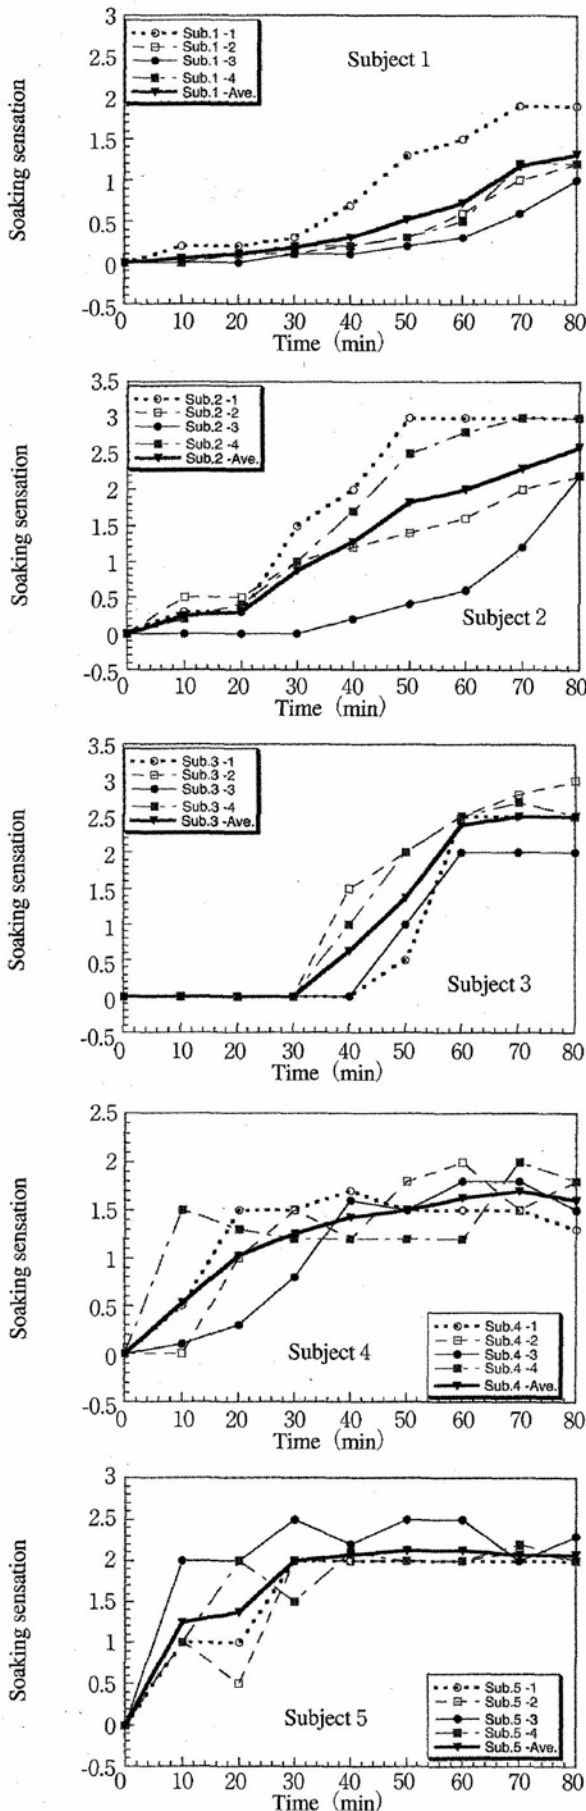 3
Sub.1 -1
Sub.1 -2
Sub.1 -3
Sub.1 -4
Sub.1 -Ave.
Subject 1
2.5
2
1.5
1
0.5
0
-0.5
Soaking sensation
0 10 20 30 40 50 60 70 80
Time (min)
3.5
Sub.2 -1
Sub.2 -2
Sub.2 -3
Sub.2 -4
Sub.2 -Ave.
3
2.5
2
1.5
1
0.5
0
-0.5
Soaking sensation
Subject 2
0 10 20 30 40 50 60 70 80
Time (min)
3.5
Sub.3 -1
Sub.3 -2
Sub.3 -3
Sub.3 -4
Sub.3 -Ave.
3
2.5
2
1.5
1
0.5
0
-0.5
Soaking sensation
Subject 3
0 10 20 30 40 50 60 70 80
Time (min)
2.5
2
1.5
1
0.5
0
-0.5
Soaking sensation
Subject 4
Sub.4 -1
Sub.4 -2
Sub.4 -3
Sub.4 -4
Sub.4 -Ave.
0 10 20 30 40 50 60 70 80
Time (min)
3
2.5
2
1.5
1
0.5
0
-0.5
Soaking sensation
Subject 5
Sub.5 -1
Sub.5 -2
Sub.5 -3
Sub.5 -4
Sub.5 -Ave.
0 10 20 30 40 50 60 70 80
Time (min)